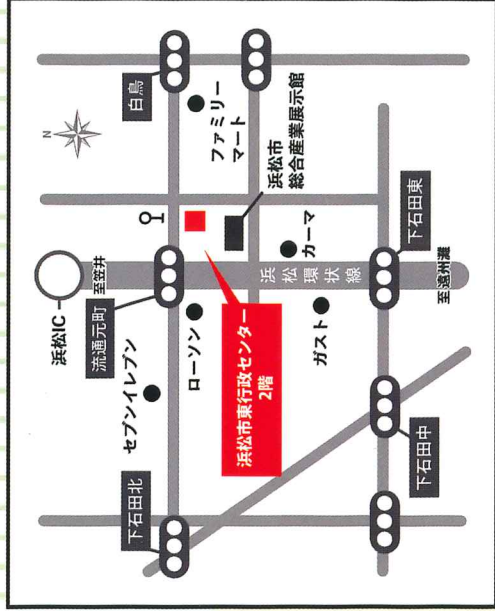 白鳥
N
ファミリー
マート
浜松市
総合産業展示館
浜松IC
至笠井
流通元町
カーマ
浜松環状線
下石田東
至遠州灘
セブンイレブン
ローソン
浜松市東行政センター
2階
ガスト
下石田北
下石田中